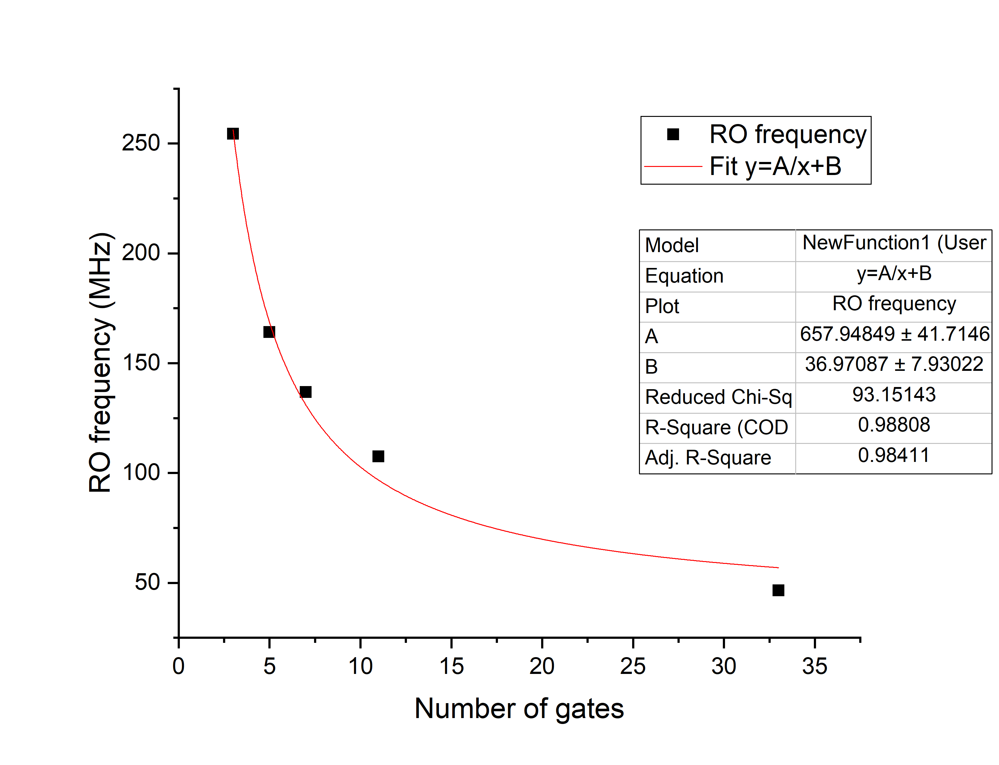 RO frequency
Fit y=A/x+B
Model NewFunction1 (User
Equation y=A/x+B
Plot RO frequency
A 657.94849 ± 41.7146
B 36.97087 ± 7.93022
Reduced Chi-Sq 93.15143
R-Square (COD 0.98808
Adj. R-Square 0.98411
RO frequency (MHz)
250
200
150
100
50
0 5 10 15 20 25 30 35
Number of gates